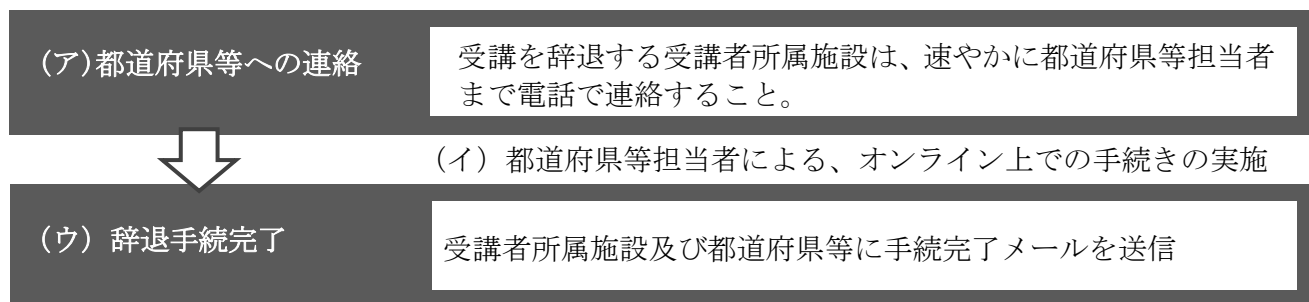 (ア)都道府県等への連絡
受講を辞退する受講者所属施設は、速やかに都道府県等担当者
まで電話で連絡すること。
(イ) 都道府県等担当者による、オンライン上での手続きの実施
(ウ) 辞退手続完了
受講者所属施設及び都道府県等に手続完了メールを送信